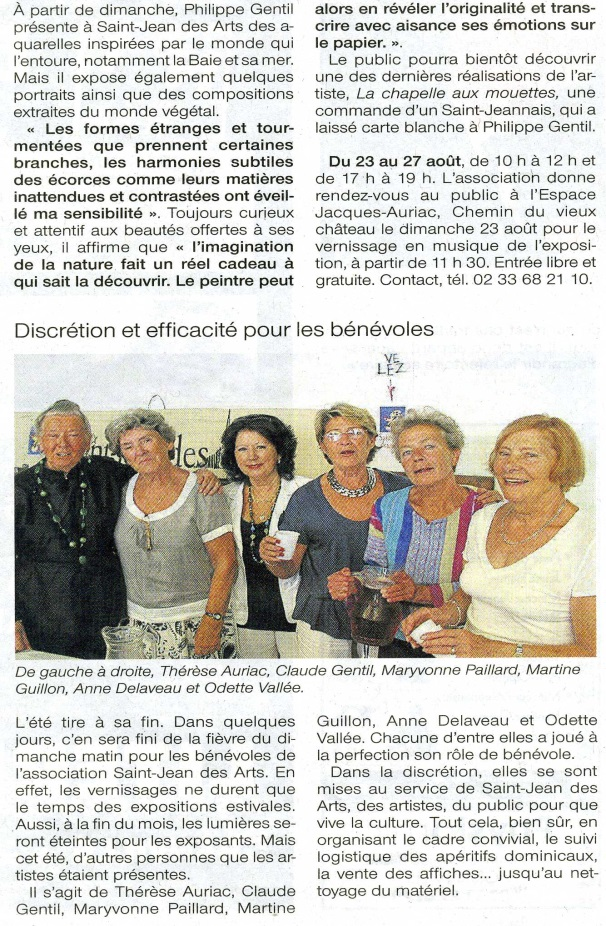 À partir de dimanche, Philippe Gentil
présente à Saint-Jean des Arts des a-
quarelles inspirées par le monde qui
l'entoure, notamment la Baie et sa mer.
Mais il expose également quelques
portraits ainsi que des compositions
extraites du monde végétal.
« Les formes étranges et tour-
mentées que prennent certaines
branches, les harmonies subtiles
des écorces comme leurs matières
inattendues et contrastées ont éveil-
lé ma sensibilité ». Toujours curieux
et attentif aux beautés offertes à ses
yeux, il affirme que « l'imagination
de la nature fait un réel cadeau à
qui sait la découvrir. Le peintre peut
alors en révéler l'originalité et trans-
crire avec aisance ses émotions sur
le papier. ».
Le public pourra bientôt découvrir
une des dernières réalisations de l'ar-
tiste, La chapelle aux mouettes, une
commande d'un Saint-Jeannais, qui a
laissé carte blanche à Philippe Gentil.
Du 23 au 27 août, de 10 h à 12 h et
de 17 h à 19 h. L'association donne
rendez-vous au public à l'Espace
Jacques-Auriac, Chemin du vieux
château le dimanche 23 août pour le
vernissage en musique de l'exposi-
tion, à partir de 11 h 30. Entrée libre et
gratuite. Contact, tél. 02 33 68 21 10.
Discrétion et efficacité pour les bénévoles
VE
LEZ
des
De gauche à droite, Thérèse Auriac, Claude Gentil, Maryvonne Paillard, Martine
Guillon, Anne Delaveau et Odette Vallée.
L'été tire à sa fin. Dans quelques
jours, c'en sera fini de la fièvre du di-
manche matin pour les bénévoles de
l'association Saint-Jean des Arts. En
effet, les vernissages ne durent que
le temps des expositions estivales.
Aussi, à la fin du mois, les lumières se-
ront éteintes pour les exposants. Mais
cet été, d'autres personnes que les ar-
tistes étaient présentes.
Il s'agit de Thérèse Auriac, Claude
Gentil, Maryvonne Paillard, Martine
Guillon, Anne Delaveau et Odette
Vallée. Chacune d'entre elles a joué à
la perfection son rôle de bénévole.
Dans la discrétion, elles se sont
mises au service de Saint-Jean des
Arts, des artistes, du public pour que
vive la culture. Tout cela, bien sûr, en
organisant le cadre convivial, le suivi
logistique des apéritifs dominicaux,
la vente des affiches... jusqu'au net-
toyage du matériel.